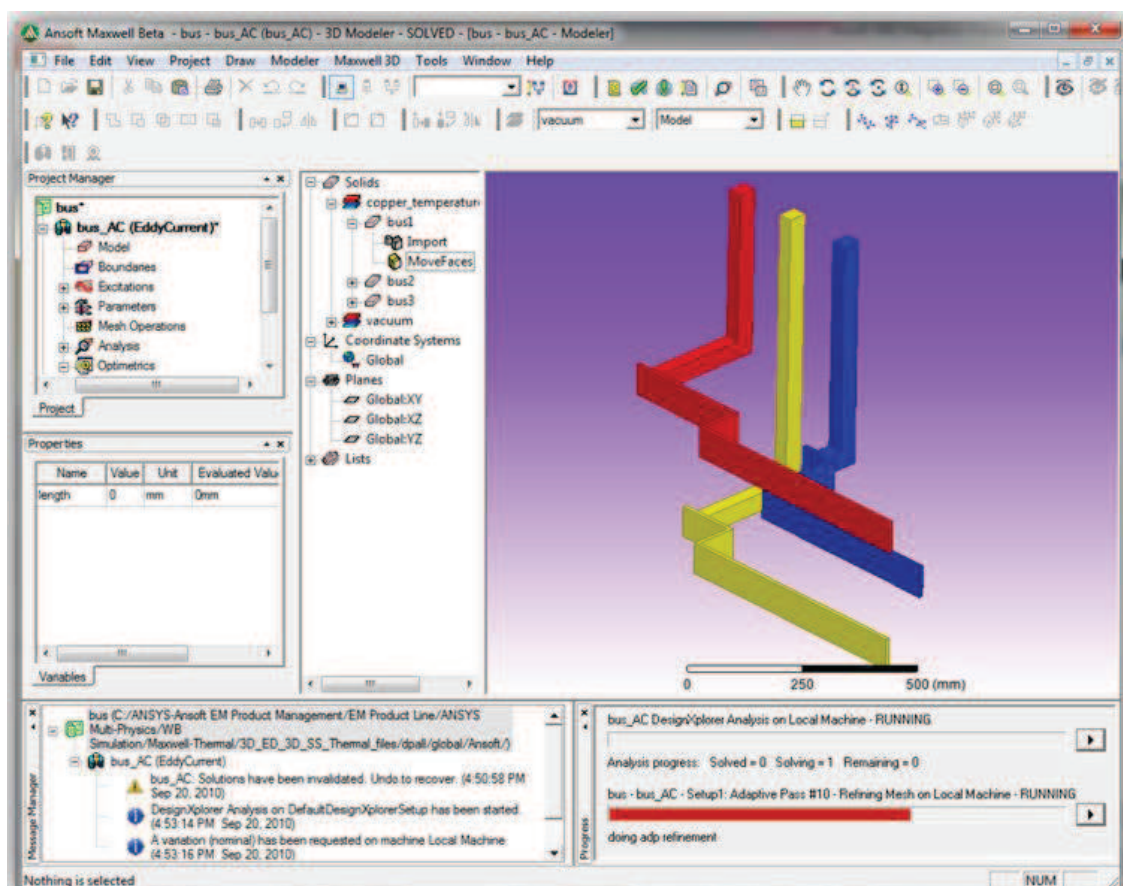 Ansoft Maxwell Beta - bus - bus_AC (bus_AC) - 3D Modeler - SOLVED - [bus - bus_AC - Modeler]
File Edit View Project Draw Modeler Maxwell 3D Tools Window Help
vacuum Model
Project Manager
bus*
bus_AC (EddyCurrent)*
Model
Boundaries
Excitations
Parameters
Mesh Operations
Analysis
Optimetrics
Project
Properties
Name Value Unit Evaluated Valu
length 0 mm 0mm
Variables
Solids
copper_temperature
bus1
Import
MoveFaces
bus2
bus3
vacuum
Coordinate Systems
Global
Planes
Global:XY
Global:XZ
Global:YZ
Lists
0 250 500 (mm)
Message Manager
bus (C:/ANSYS-Ansoft EM Product Management/EM Product Line/ANSYS
Multi-Physics/WB
Simulation/Maxwell-Thermal/3D_ED_3D_SS_Thermal_files/dpall/global/Ansoft/)
bus_AC (EddyCurrent)
bus_AC: Solutions have been invalidated. Undo to recover. (4:50:58 PM
Sep 20, 2010)
DesignXplorer Analysis on DefaultDesignXplorerSetup has been started.
(4:53:14 PM Sep 20, 2010)
A variation (nominal) has been requested on machine Local Machine
(4:53:16 PM Sep 20, 2010)
Progress
bus_AC DesignXplorer Analysis on Local Machine - RUNNING
Analysis progress: Solved = 0 Solving = 1 Remaining = 0
bus - bus_AC - Setup1: Adaptive Pass #10 - Refining Mesh on Local Machine - RUNNING
doing adp refinement
Nothing is selected
NUM